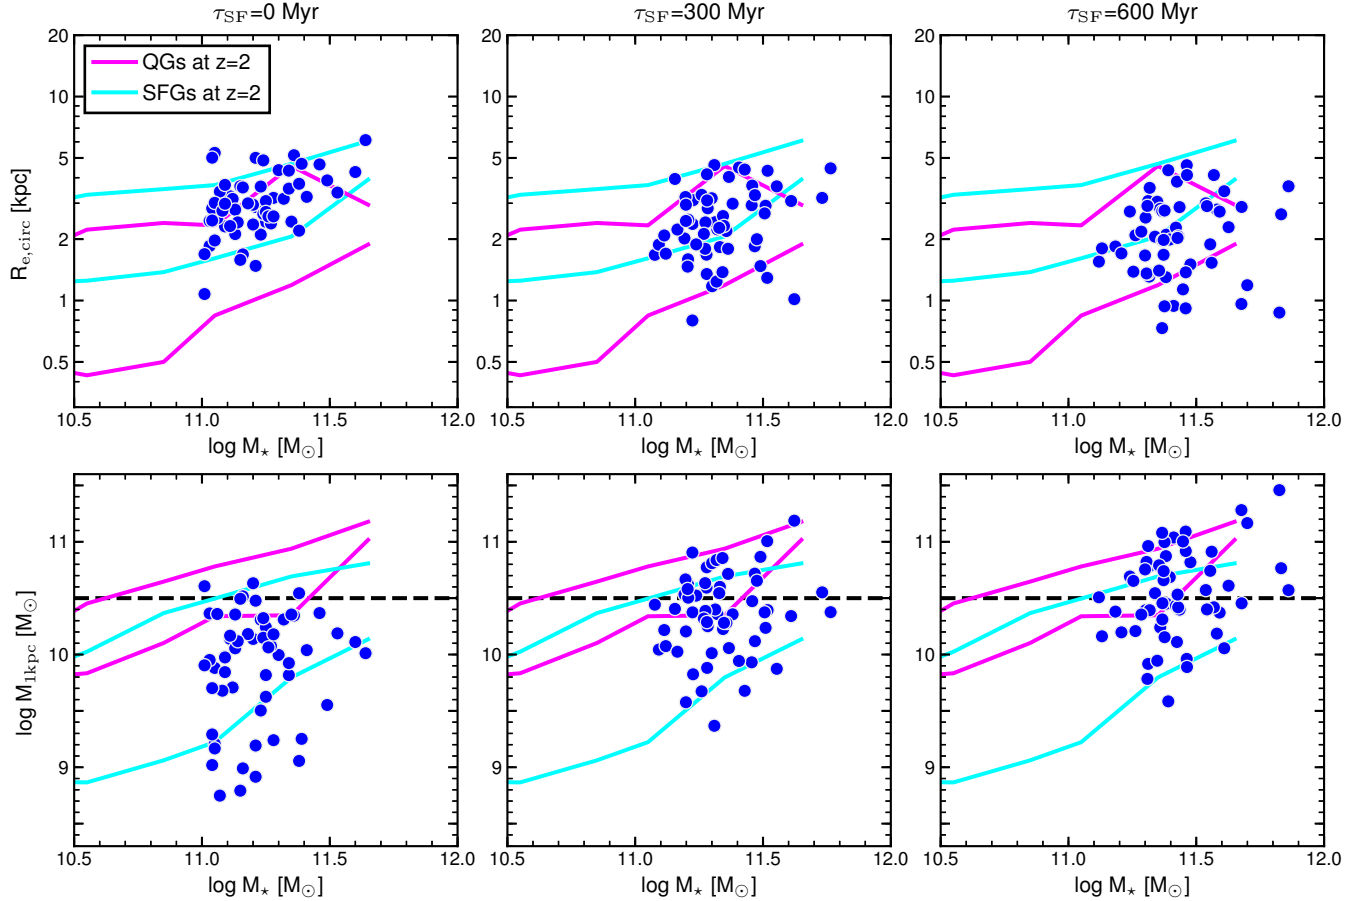 τSF=0 Myr
τSF=300 Myr
τSF=600 Myr
QGs at z=2
SFGs at z=2
Re,circ [kpc]
20
10
5
2
1
0.5
10.5 11.0 11.5 12.0
log M⋆ [M⊙]
20
10
5
2
1
0.5
10.5 11.0 11.5 12.0
log M⋆ [M⊙]
20
10
5
2
1
0.5
10.5 11.0 11.5 12.0
log M⋆ [M⊙]
log M1kpc [M⊙]
11
10
9
10.5 11.0 11.5 12.0
log M⋆ [M⊙]
11
10
9
10.5 11.0 11.5 12.0
log M⋆ [M⊙]
11
10
9
10.5 11.0 11.5 12.0
log M⋆ [M⊙]